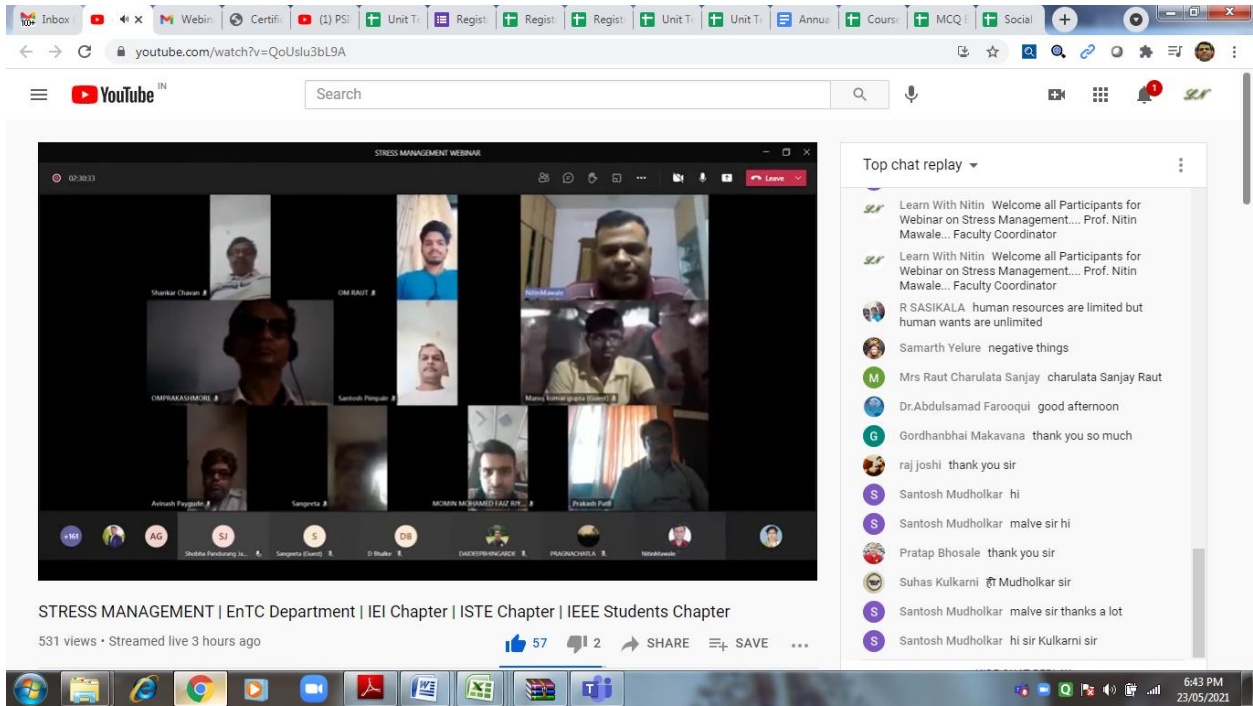 Inbox
Webin
Certific
(1) PSI
Unit Te
Regist
Regist
Regist
Unit Te
Unit Te
Annua
Course
MCQ E
Social
youtube.com/watch?v=QoUslu3bL9A
YouTube IN
Search
1
STRESS MANAGEMENT WEBINAR
02:30:33
Leave
Shankar Chavan
OM RAUT
NitinMawale
OMPRAKASHMORE
Santosh Pimpale
Manoj kumar gupta (Guest)
Avinash Paygude
Sangeeta
MOMIN MOHAMED FAIZ RIY...
Prakash Patil
+161
AG
SJ
S
DB
Shobha Pandurang Ja...
Sangeeta (Guest)
D Bhalke
DAIDEEPBHINGARDE
PRAGNACHATLA
NitinMawale
STRESS MANAGEMENT | EnTC Department | IEI Chapter | ISTE Chapter | IEEE Students Chapter
531 views • Streamed live 3 hours ago
57
2
SHARE
SAVE
Top chat replay
Learn With Nitin Welcome all Participants for
Webinar on Stress Management.... Prof. Nitin
Mawale... Faculty Coordinator
Learn With Nitin Welcome all Participants for
Webinar on Stress Management.... Prof. Nitin
Mawale... Faculty Coordinator
R SASIKALA human resources are limited but
human wants are unlimited
Samarth Yelure negative things
M Mrs Raut Charulata Sanjay charulata Sanjay Raut
Dr.Abdulsamad Farooqui good afternoon
G Gordhanbhai Makavana thank you so much
raj joshi thank you sir
S Santosh Mudholkar hi
S Santosh Mudholkar malve sir hi
Pratap Bhosale thank you sir
Suhas Kulkarni ही Mudholkar sir
S Santosh Mudholkar malve sir thanks a lot
S Santosh Mudholkar hi sir Kulkarni sir
6:43 PM
23/05/2021